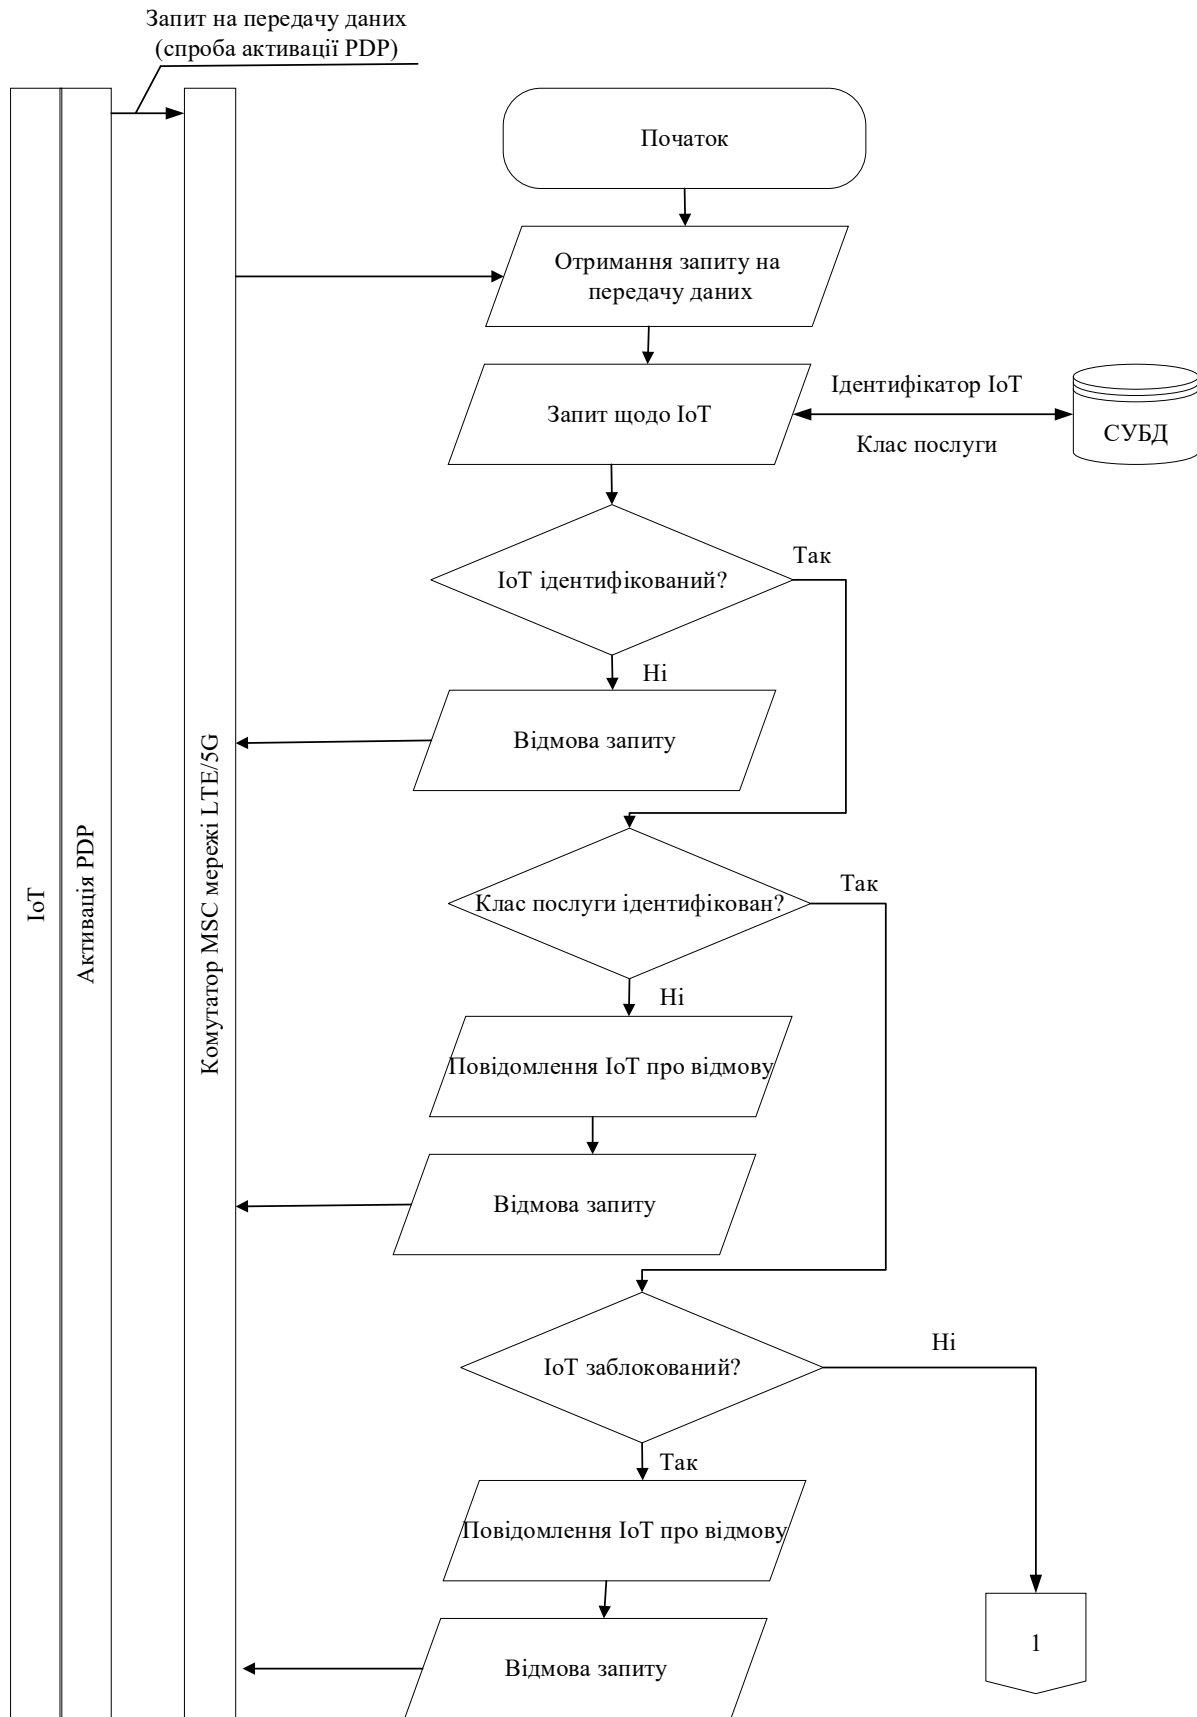 Запит на передачу даних
(спроба активації PDP)
Початок
Отримання запиту на
передачу даних
Запит щодо IoT
Ідентифікатор IoT
Клас послуги
СУБД
IoT ідентифікований?
Так
Ні
Відмова запиту
Клас послуги ідентифікован?
Так
Ні
Повідомлення IoT про відмову
Відмова запиту
IoT заблокований?
Ні
Так
Повідомлення IoT про відмову
Відмова запиту
1
IoT
Активація PDP
Комутатор MSC мережі LTE/5G